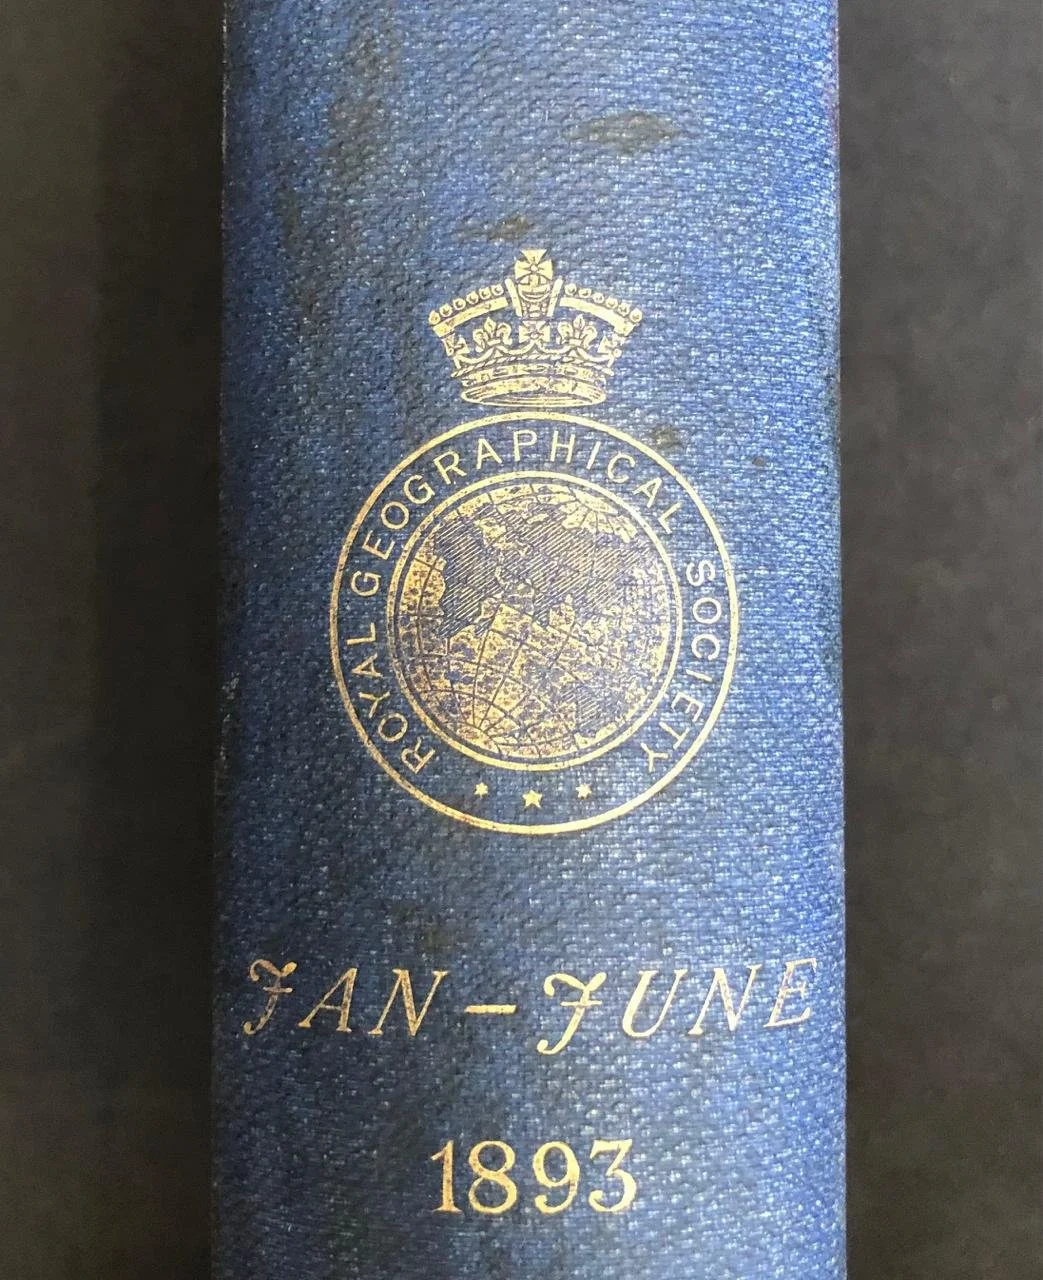 ROYAL GEOGRAPHICAL SOCIETY
JAN – JUNE
1893